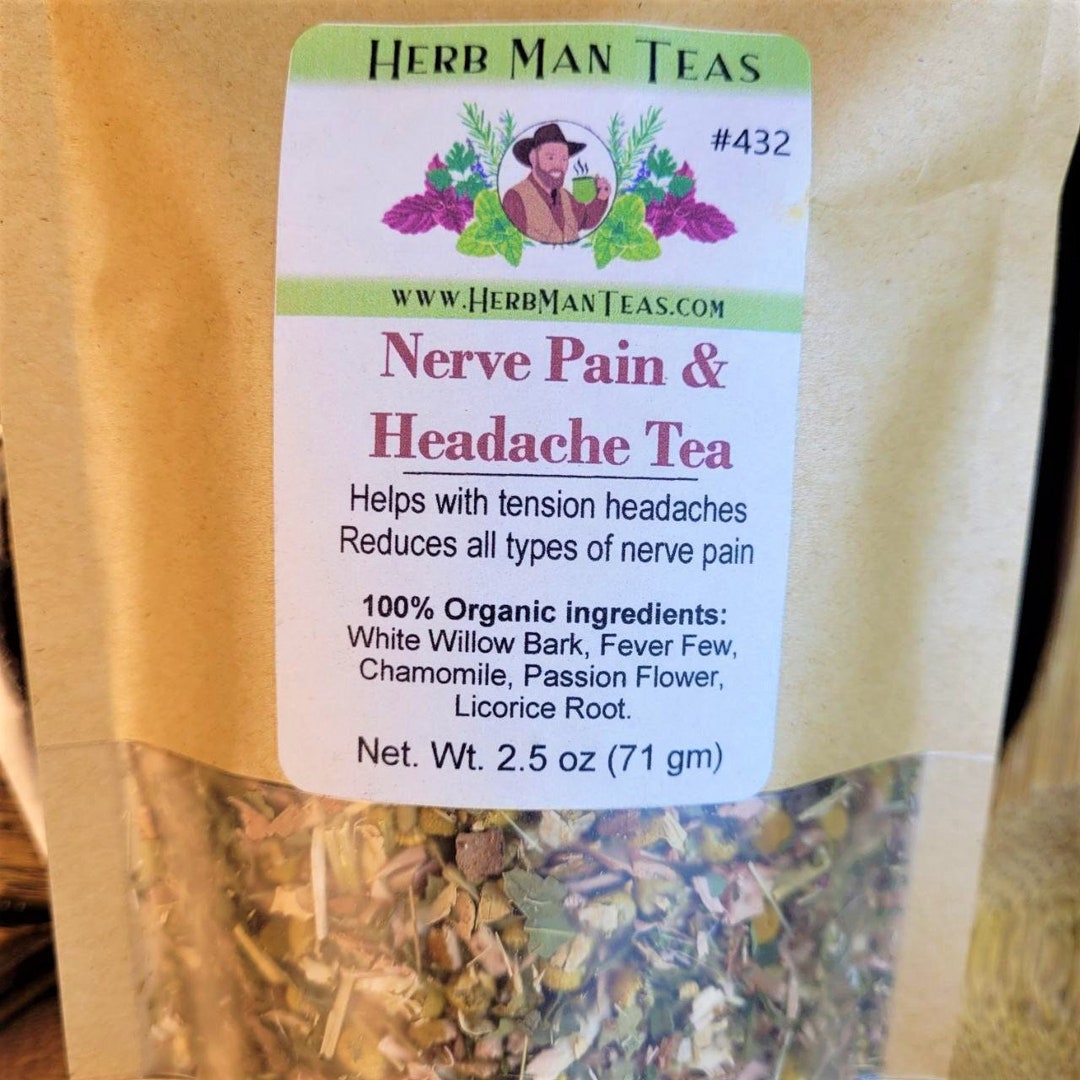 HERB MAN TEAS
#432
WWW.HERBMANTEAS.COM
Nerve Pain &
Headache Tea
Helps with tension headaches
Reduces all types of nerve pain
100% Organic ingredients:
White Willow Bark, Fever Few,
Chamomile, Passion Flower,
Licorice Root.
Net. Wt. 2.5 oz (71 gm)